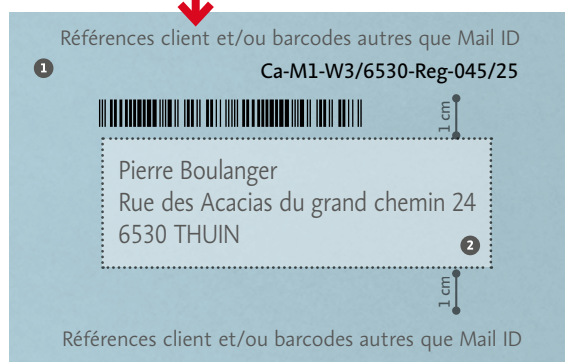 Références client et/ou barcodes autres que Mail ID
1
Ca-M1-W3/6530-Reg-045/25
1 cm
Pierre Boulanger
Rue des Acacias du grand chemin 24
6530 THUIN
2
1 cm
Références client et/ou barcodes autres que Mail ID